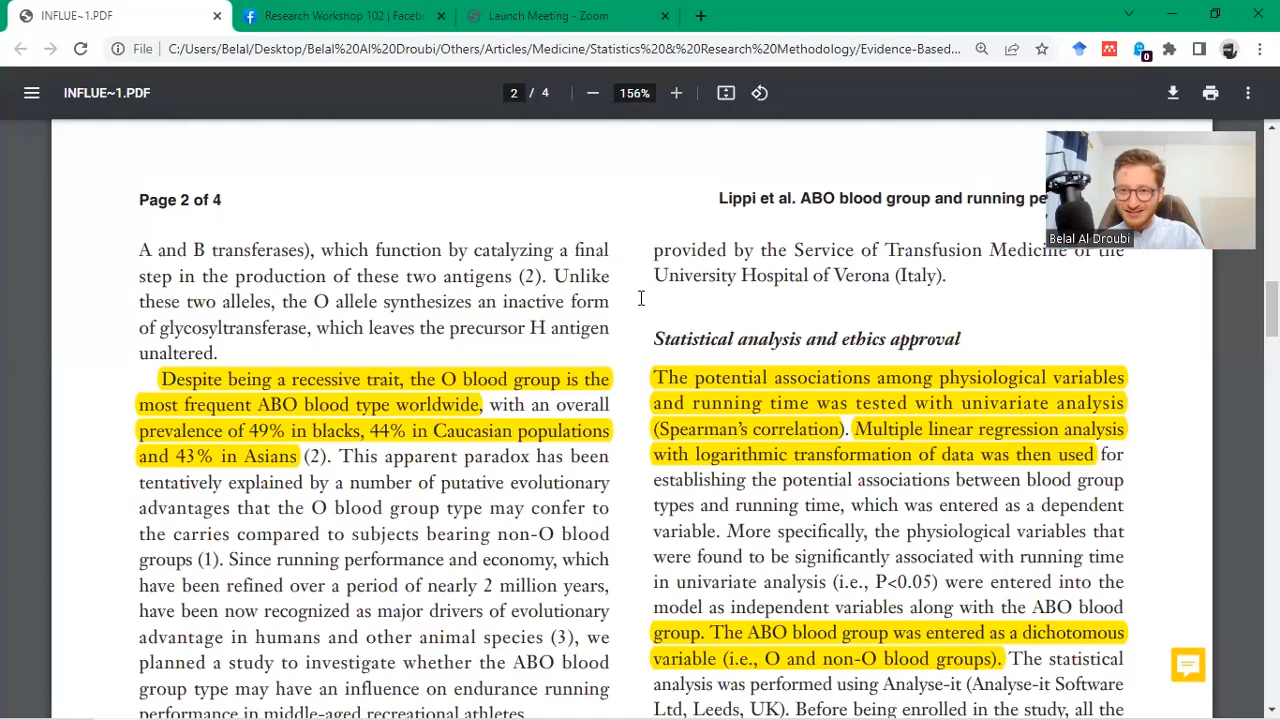 INFLUE~1.PDF
Research Workshop 102 | Faceb
Launch Meeting - Zoom
File
C:/Users/Belal/Desktop/Belal%20Al%20Droubi/Others/Articles/Medicine/Statistics%20&%20Research%20Methodology/Evidence-Based...
0
INFLUE~1.PDF
2 / 4
156%
Page 2 of 4
Lippi et al. ABO blood group and running pe
Belal Al Droubi
A and B transferases), which function by catalyzing a final
step in the production of these two antigens (2). Unlike
these two alleles, the O allele synthesizes an inactive form
of glycosyltransferase, which leaves the precursor H antigen
unaltered.
Despite being a recessive trait, the O blood group is the
most frequent ABO blood type worldwide, with an overall
prevalence of 49% in blacks, 44% in Caucasian populations
and 43% in Asians (2). This apparent paradox has been
tentatively explained by a number of putative evolutionary
advantages that the O blood group type may confer to
the carries compared to subjects bearing non-O blood
groups (1). Since running performance and economy, which
have been refined over a period of nearly 2 million years,
have been now recognized as major drivers of evolutionary
advantage in humans and other animal species (3), we
planned a study to investigate whether the ABO blood
group type may have an influence on endurance running
performance in middle-aged recreational athletes.
provided by the Service of Transfusion Medicine of the
University Hospital of Verona (Italy).
Statistical analysis and ethics approval
The potential associations among physiological variables
and running time was tested with univariate analysis
(Spearman's correlation). Multiple linear regression analysis
with logarithmic transformation of data was then used for
establishing the potential associations between blood group
types and running time, which was entered as a dependent
variable. More specifically, the physiological variables that
were found to be significantly associated with running time
in univariate analysis (i.e., P<0.05) were entered into the
model as independent variables along with the ABO blood
group. The ABO blood group was entered as a dichotomous
variable (i.e., O and non-O blood groups). The statistical
analysis was performed using Analyse-it (Analyse-it Software
Ltd, Leeds, UK). Before being enrolled in the study, all the